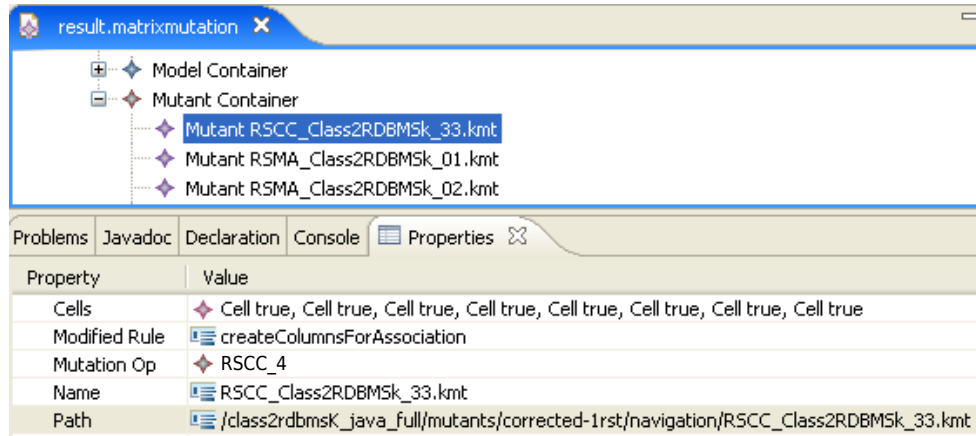 result.matrixmutation
Model Container
Mutant Container
Mutant RSCC_Class2RDBMSk_33.kmt
Mutant RSMA_Class2RDBMSk_01.kmt
Mutant RSMA_Class2RDBMSk_02.kmt
Problems Javadoc Declaration Console Properties
Property Value
Cells Cell true, Cell true, Cell true, Cell true, Cell true, Cell true, Cell true, Cell true
Modified Rule createColumnsForAssociation
Mutation Op RSCC_4
Name RSCC_Class2RDBMSk_33.kmt
Path /class2rdbmsK_java_full/mutants/corrected-1rst/navigation/RSCC_Class2RDBMSk_33.kmt